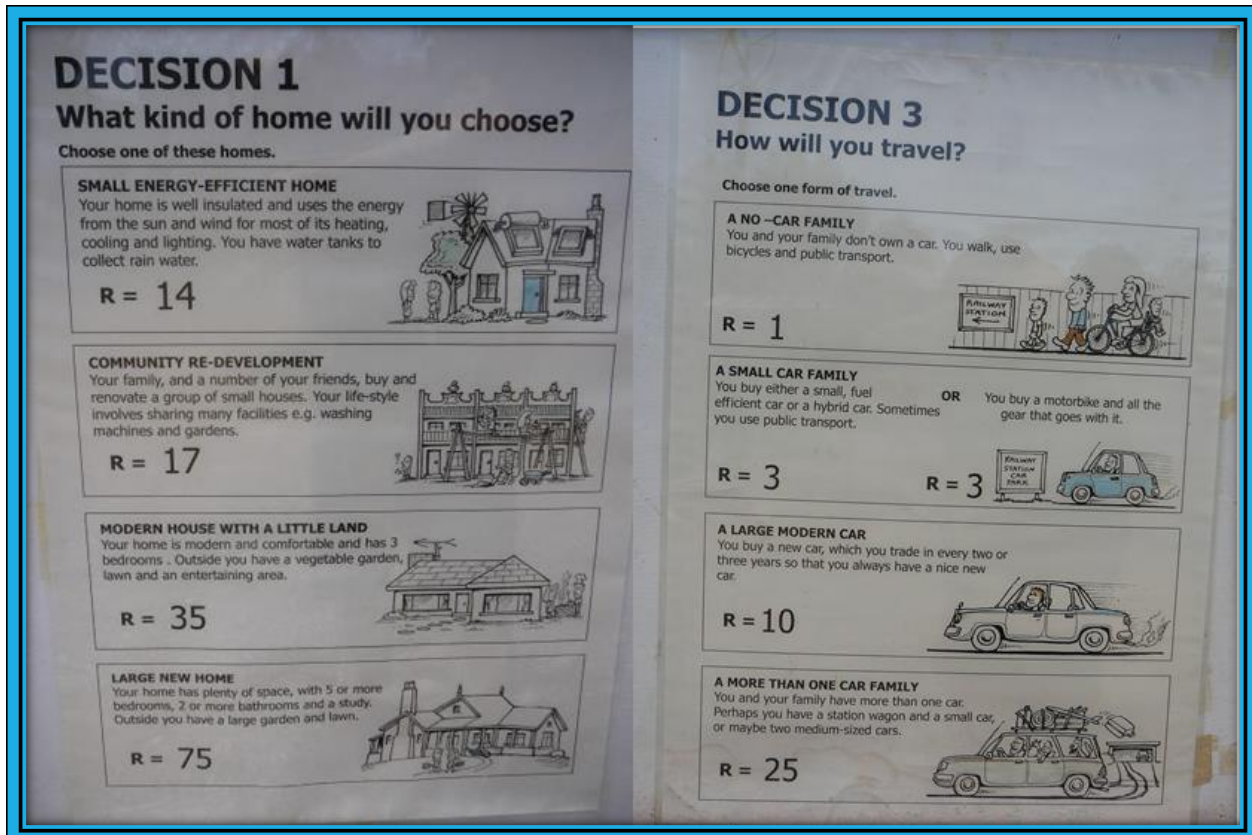 DECISION 1
What kind of home will you choose?
Choose one of these homes.
SMALL ENERGY-EFFICIENT HOME
Your home is well insulated and uses the energy
from the sun and wind for most of its heating,
cooling and lighting. You have water tanks to
collect rain water.
R = 14
COMMUNITY RE-DEVELOPMENT
Your family, and a number of your friends, buy and
renovate a group of small houses. Your life-style
involves sharing many facilities e.g. washing
machines and gardens.
R = 17
MODERN HOUSE WITH A LITTLE LAND
Your home is modern and comfortable and has 3
bedrooms . Outside you have a vegetable garden,
lawn and an entertaining area.
R = 35
LARGE NEW HOME
Your home has plenty of space, with 5 or more
bedrooms, 2 or more bathrooms and a study.
Outside you have a large garden and lawn.
R = 75
DECISION 3
How will you travel?
Choose one form of travel.
A NO –CAR FAMILY
You and your family don't own a car. You walk, use
bicycles and public transport.
RAILWAY
STATION
R = 1
A SMALL CAR FAMILY
You buy either a small, fuel
efficient car or a hybrid car. Sometimes
you use public transport.
R = 3
OR
You buy a motorbike and all the
gear that goes with it.
R = 3
RAILWAY
STATION
CAR
PARK
A LARGE MODERN CAR
You buy a new car, which you trade in every two or
three years so that you always have a nice new
car.
R = 10
A MORE THAN ONE CAR FAMILY
You and your family have more than one car.
Perhaps you have a station wagon and a small car,
or maybe two medium-sized cars.
R = 25